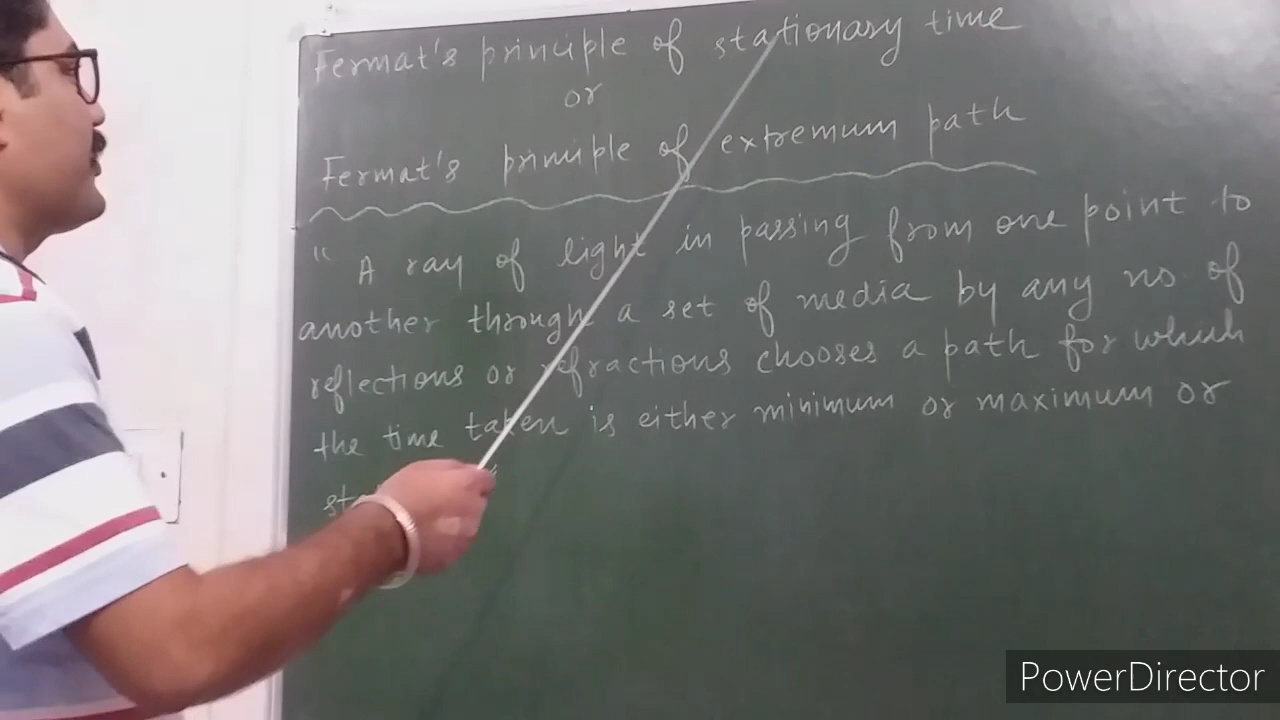 Fermat's principle of stationary time
or
Fermat's principle of extremum path
" A ray of light in passing from one point to
another through a set of media by any no. of
reflections or refractions chooses a path for which
the time taken is either minimum or maximum or
PowerDirector